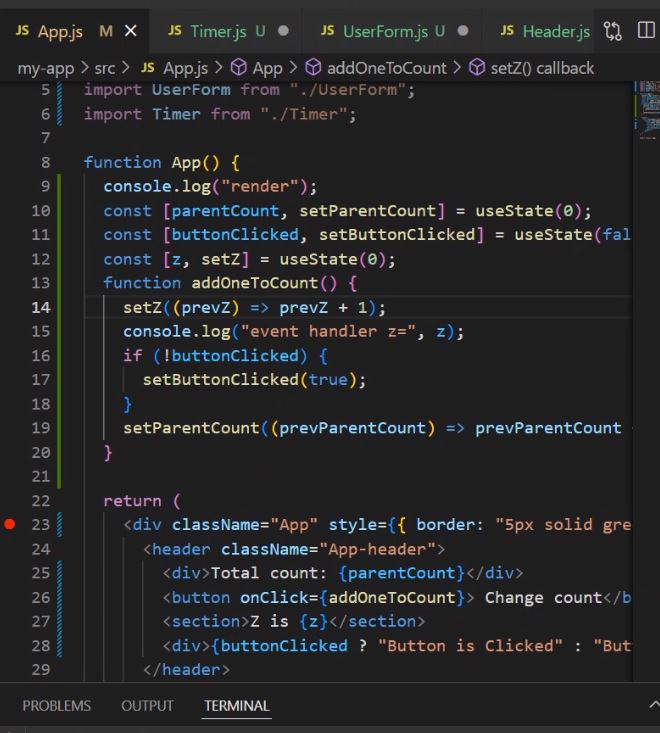 JS App.js M × JS Timer.js U ● JS UserForm.js U ● JS Header.js
my-app > src > JS App.js > App > addOneToCount > setZ() callback
5 import UserForm from "./UserForm";
6 import Timer from "./Timer";
7
8 function App() {
9 console.log("render");
10 const [parentCount, setParentCount] = useState(0);
11 const [buttonClicked, setButtonClicked] = useState(fal
12 const [z, setZ] = useState(0);
13 function addOneToCount() {
14 setZ((prevZ) => prevZ + 1);
15 console.log("event handler z=", z);
16 if (!buttonClicked) {
17 setButtonClicked(true);
18 }
19 setParentCount((prevParentCount) => prevParentCount
20 }
21
22 return (
23 <div className="App" style={{ border: "5px solid gre
24 <header className="App-header">
25 <div>Total count: {parentCount}</div>
26 <button onClick={addOneToCount}> Change count</b
27 <section>Z is {z}</section>
28 <div>{buttonClicked ? "Button is Clicked" : "But
29 </header>
PROBLEMS OUTPUT TERMINAL